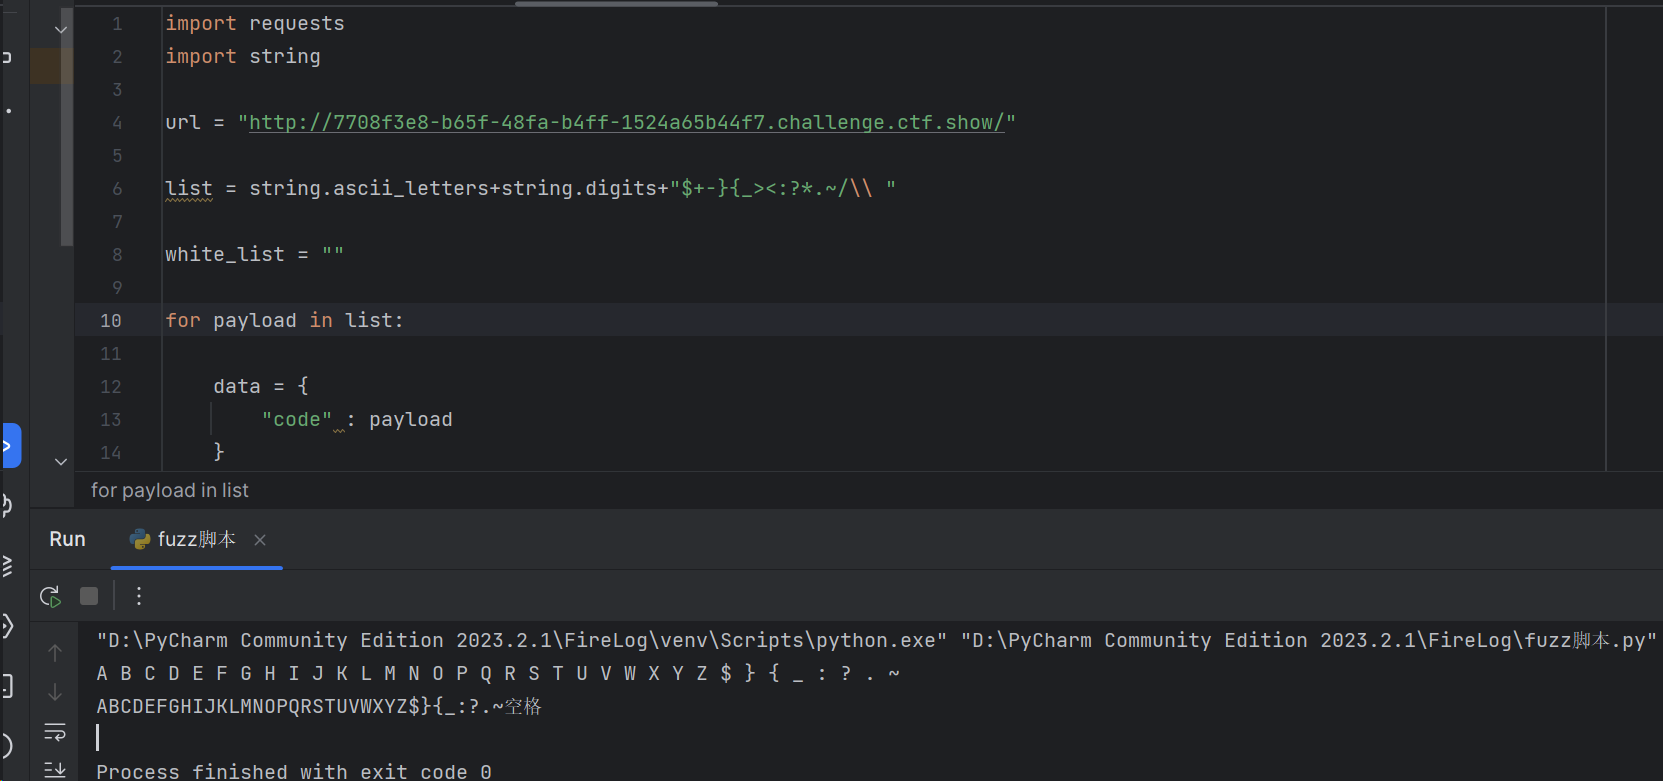 1 import requests
2 import string
3
4 url = "http://7708f3e8-b65f-48fa-b4ff-1524a65b44f7.challenge.ctf.show/"
5
6 list = string.ascii_letters+string.digits+"$+-}{_><:?*.~/\\ "
7
8 white_list = ""
9
10 for payload in list:
11
12 data = {
13 "code" : payload
14 }
for payload in list
Run fuzz脚本
"D:\PyCharm Community Edition 2023.2.1\FireLog\venv\Scripts\python.exe" "D:\PyCharm Community Edition 2023.2.1\FireLog\fuzz脚本.py"
A B C D E F G H I J K L M N O P Q R S T U V W X Y Z $ } { _ : ? . ~
ABCDEFGHIJKLMNOPQRSTUVWXYZ$}{_:?.~空格
Process finished with exit code 0